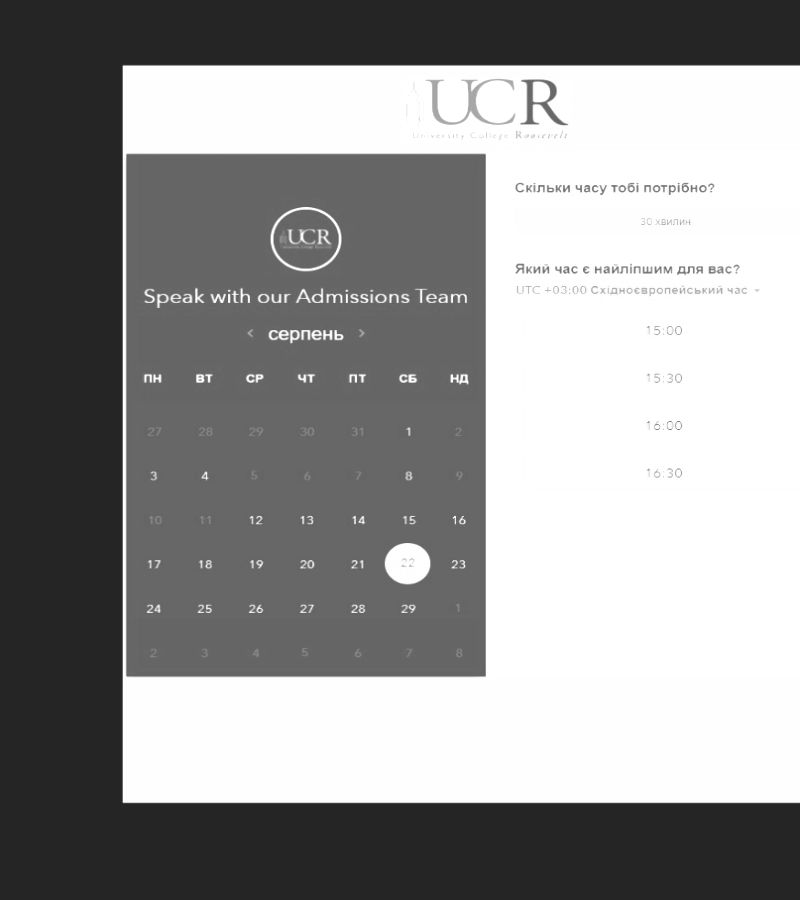 UCR
University College Roosevelt
UCR
Speak with our Admissions Team
< серпень >
ПН ВТ СР ЧТ ПТ СБ НД
27 28 29 30 31 1 2
3 4 5 6 7 8 9
10 11 12 13 14 15 16
17 18 19 20 21 22 23
24 25 26 27 28 29 1
2 3 4 5 6 7 8
Скільки часу тобі потрібно?
30 хвилин
Який час є найліпшим для вас?
UTC +03:00 Східноєвропейський час
15:00
15:30
16:00
16:30